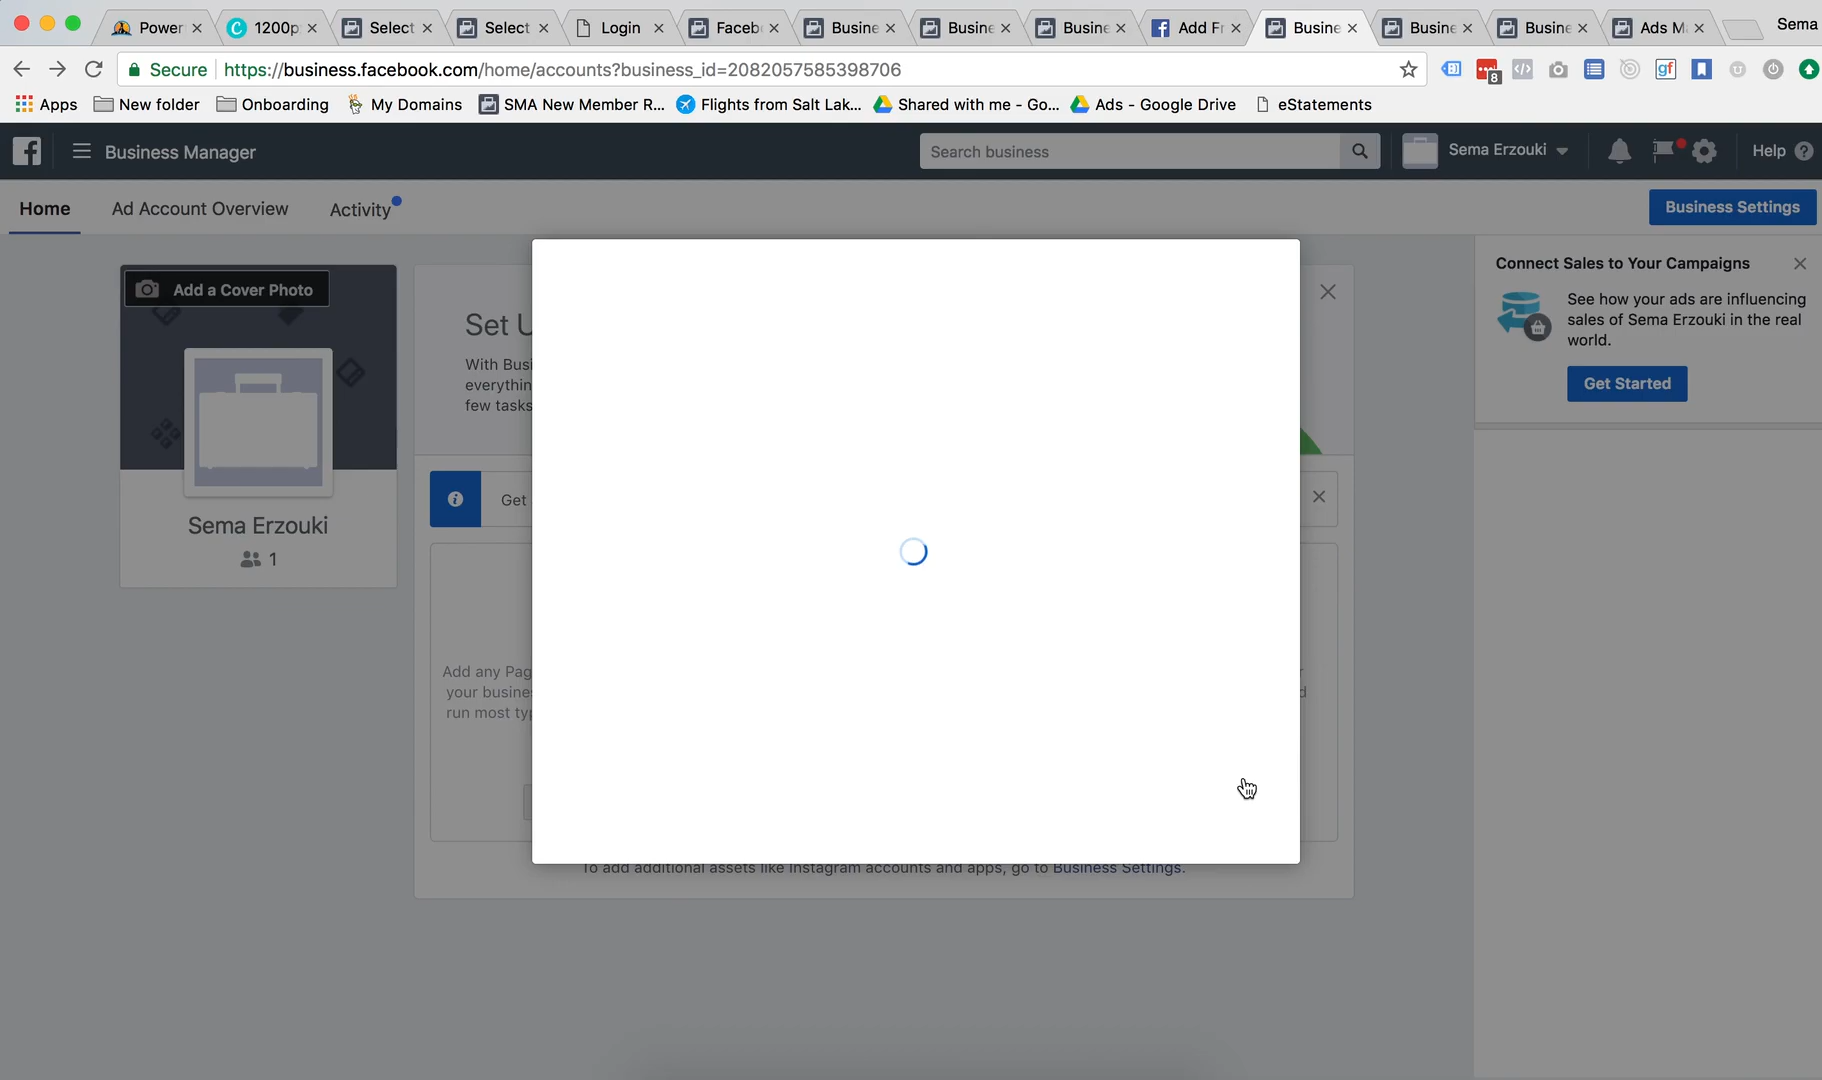 Power
1200p
Select
Select
Login
Faceb
Busine
Busine
Busine
Add Fr
Busine
Busine
Busine
Ads M
Sema
Secure https://business.facebook.com/home/accounts?business_id=2082057585398706
8
gf
Apps New folder Onboarding My Domains SMA New Member R... Flights from Salt Lak... Shared with me - Go... Ads - Google Drive eStatements
Business Manager
Search business
Sema Erzouki
Help
Home Ad Account Overview Activity
Business Settings
Add a Cover Photo
Sema Erzouki
1
Set U
With Busi
everythin
few tasks
Get
Add any Pag
your busine
run most typ
r
d
To add additional assets like Instagram accounts and apps, go to Business Settings.
Connect Sales to Your Campaigns
See how your ads are influencing
sales of Sema Erzouki in the real
world.
Get Started